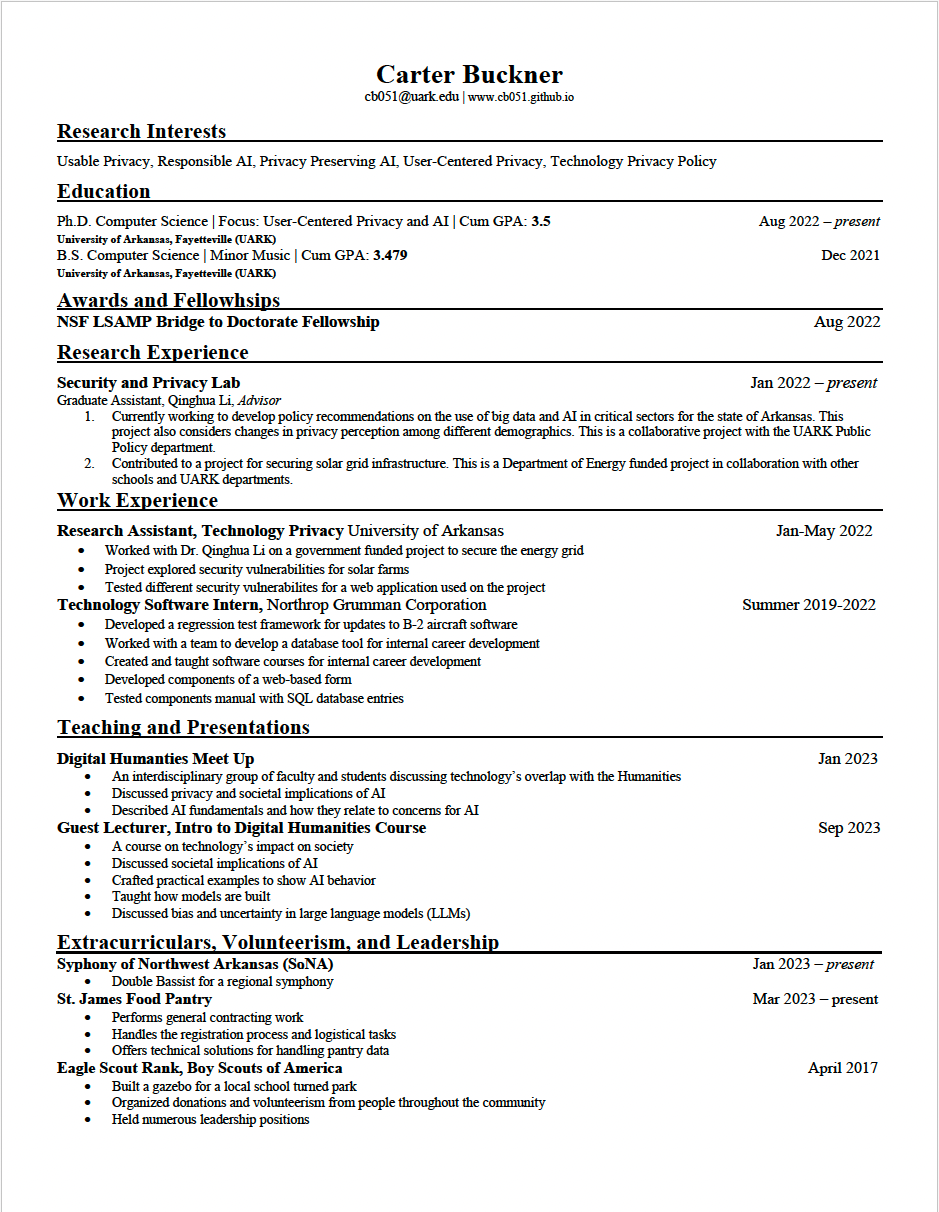 Carter Buckner
cb051@uark.edu | www.cb051.github.io
Research Interests
Usable Privacy, Responsible AI, Privacy Preserving AI, User-Centered Privacy, Technology Privacy Policy
Education
Ph.D. Computer Science | Focus: User-Centered Privacy and AI | Cum GPA: 3.5 Aug 2022 – present
University of Arkansas, Fayetteville (UARK)
B.S. Computer Science | Minor Music | Cum GPA: 3.479 Dec 2021
University of Arkansas, Fayetteville (UARK)
Awards and Fellowhsips
NSF LSAMP Bridge to Doctorate Fellowship Aug 2022
Research Experience
Security and Privacy Lab Jan 2022 – present
Graduate Assistant, Qinghua Li, Advisor
1. Currently working to develop policy recommendations on the use of big data and AI in critical sectors for the state of Arkansas. This
project also considers changes in privacy perception among different demographics. This is a collaborative project with the UARK Public
Policy department.
2. Contributed to a project for securing solar grid infrastructure. This is a Department of Energy funded project in collaboration with other
schools and UARK departments.
Work Experience
Research Assistant, Technology Privacy University of Arkansas Jan-May 2022
• Worked with Dr. Qinghua Li on a government funded project to secure the energy grid
• Project explored security vulnerabilities for solar farms
• Tested different security vulnerabilites for a web application used on the project
Technology Software Intern, Northrop Grumman Corporation Summer 2019-2022
• Developed a regression test framework for updates to B-2 aircraft software
• Worked with a team to develop a database tool for internal career development
• Created and taught software courses for internal career development
• Developed components of a web-based form
• Tested components manual with SQL database entries
Teaching and Presentations
Digital Humanties Meet Up Jan 2023
• An interdisciplinary group of faculty and students discussing technology’s overlap with the Humanities
• Discussed privacy and societal implications of AI
• Described AI fundamentals and how they relate to concerns for AI
Guest Lecturer, Intro to Digital Humanities Course Sep 2023
• A course on technology’s impact on society
• Discussed societal implications of AI
• Crafted practical examples to show AI behavior
• Taught how models are built
• Discussed bias and uncertainty in large language models (LLMs)
Extracurriculars, Volunteerism, and Leadership
Syphony of Northwest Arkansas (SoNA) Jan 2023 – present
• Double Bassist for a regional symphony
St. James Food Pantry Mar 2023 – present
• Performs general contracting work
• Handles the registration process and logistical tasks
• Offers technical solutions for handling pantry data
Eagle Scout Rank, Boy Scouts of America April 2017
• Built a gazebo for a local school turned park
• Organized donations and volunteerism from people throughout the community
• Held numerous leadership positions